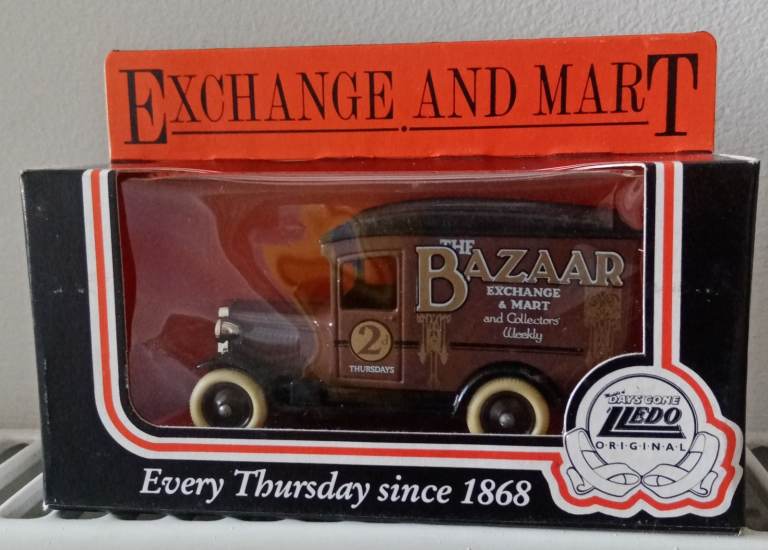 EXCHANGE AND MART
THE
BAZAAR
EXCHANGE
& MART
and Collectors'
Weekly
2d
THURSDAYS
DAYS GONE
LLEDO
O·R·I·G·I·N·A·L
Every Thursday since 1868